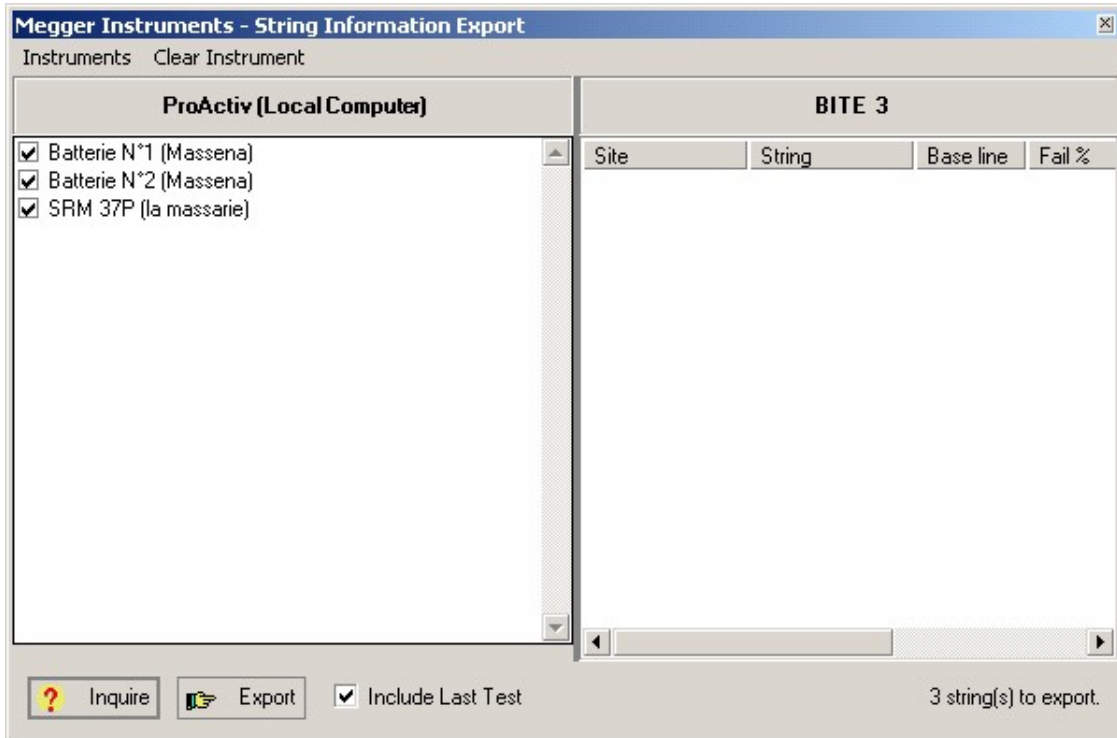 Megger Instruments - String Information Export
Instruments Clear Instrument
ProActiv (Local Computer)
BITE 3
Batterie N°1 (Massena)
Batterie N°2 (Massena)
SRM 37P (la massarie)
Site String Base line Fail %
Inquire Export Include Last Test 3 string(s) to export.